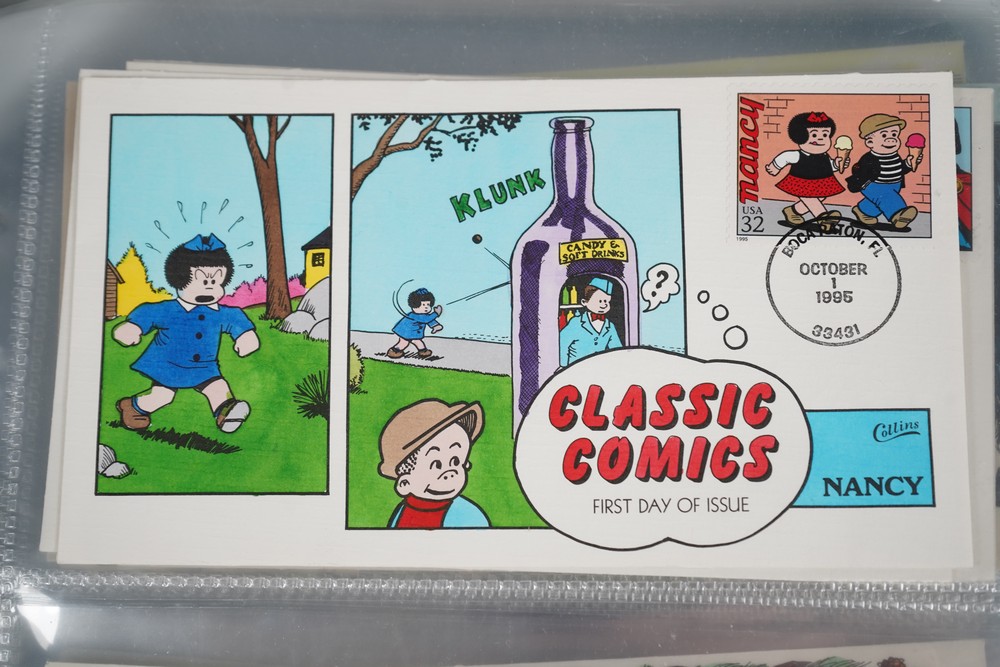 KLUNK
CANDY &
SOFT DRINKS
?
nancy
USA
32
1995
BOCA RATON, FL
OCTOBER
1
1995
33431
CLASSIC
COMICS
FIRST DAY OF ISSUE
Collins
NANCY